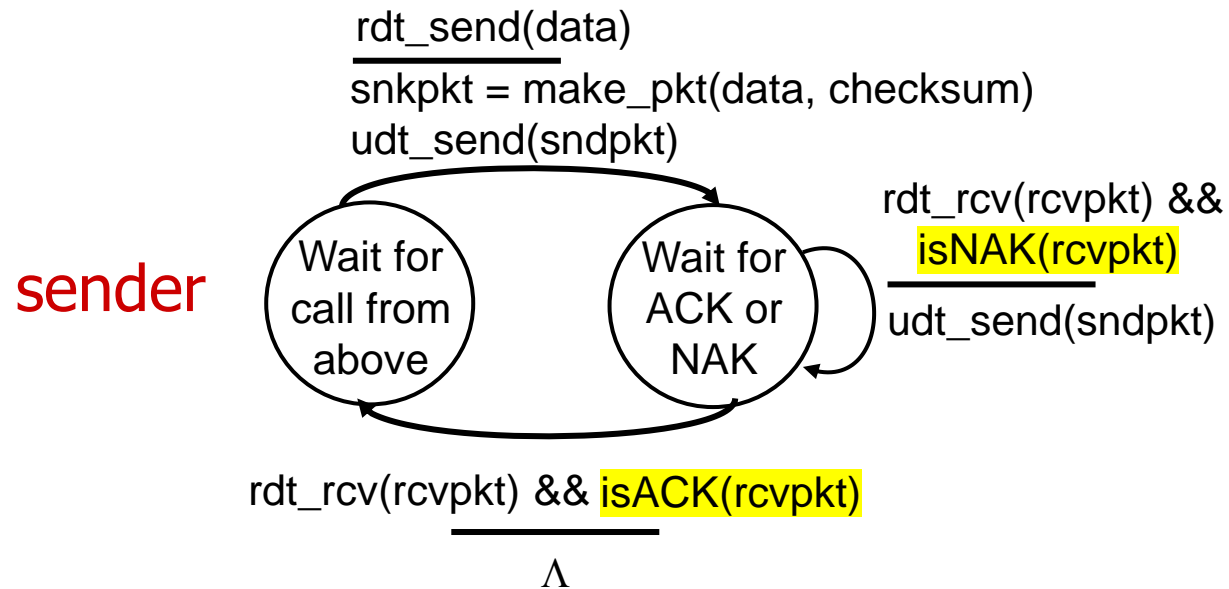 rdt_send(data)
snkpkt = make_pkt(data, checksum)
udt_send(sndpkt)
sender
Wait for
call from
above
Wait for
ACK or
NAK
rdt_rcv(rcvpkt) &&
isNAK(rcvpkt)
udt_send(sndpkt)
rdt_rcv(rcvpkt) && isACK(rcvpkt)
Λ